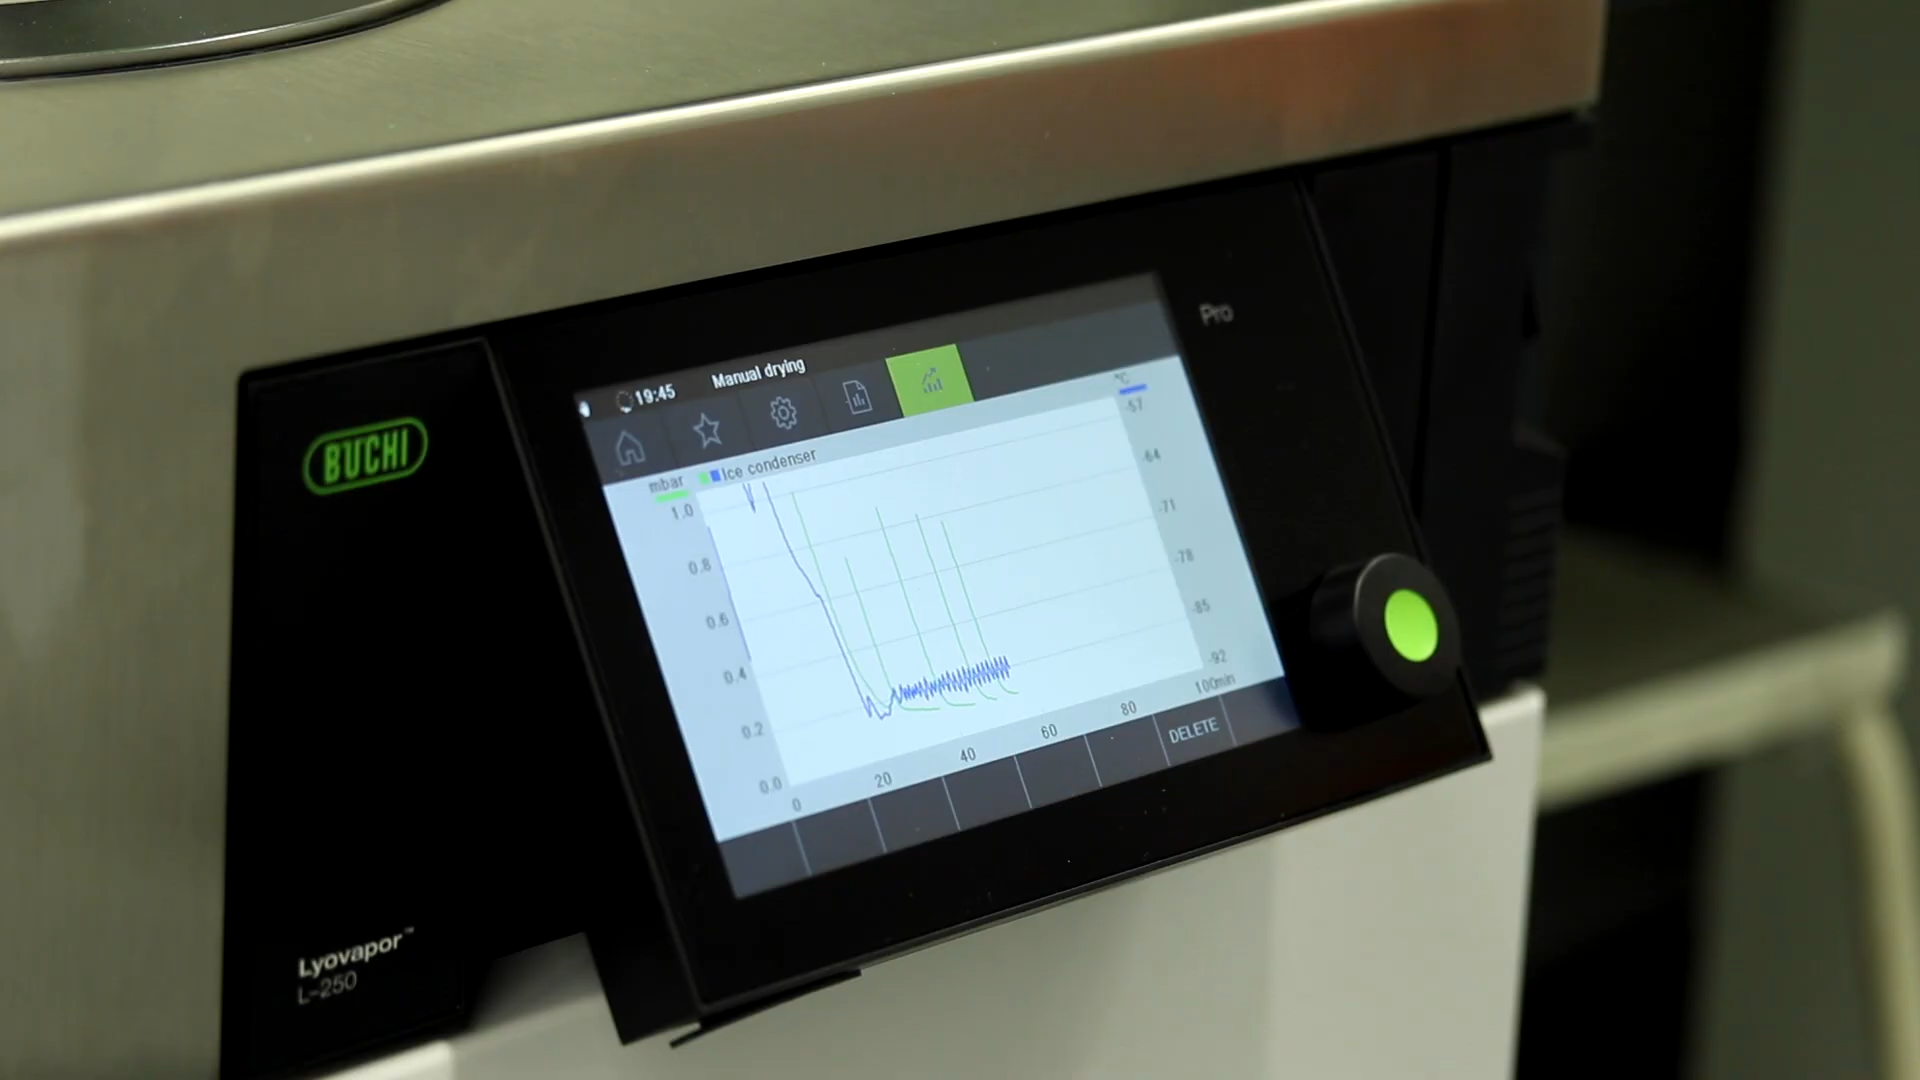 BUCHI
Pro
19:45 Manual drying
mbar Ice condenser °C
1.0
0.8
0.6
0.4
0.2
0.0
-57
-64
-71
-78
-85
-92
0 20 40 60 80 100min
DELETE
Lyovapor™
L-250